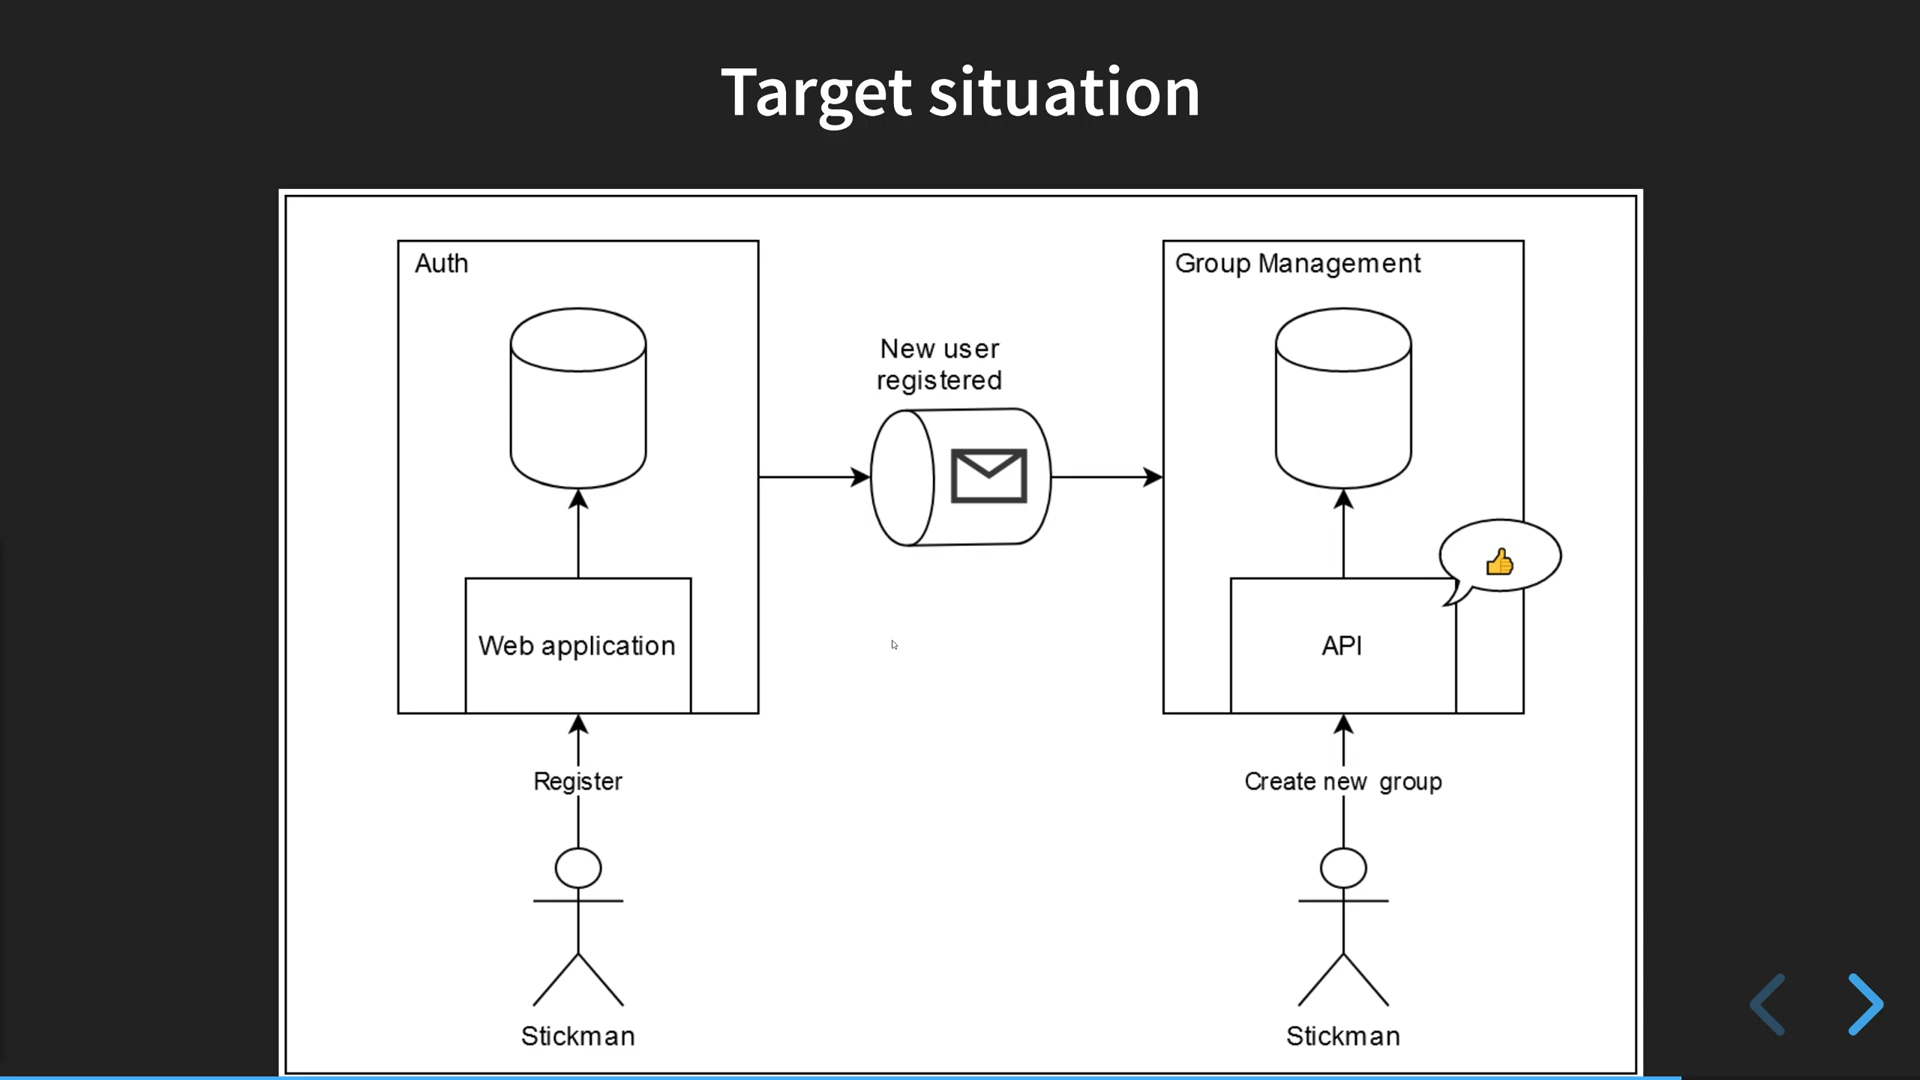 Target situation
Auth
Group Management
New user
registered
Web application
API
Register
Create new group
Stickman
Stickman